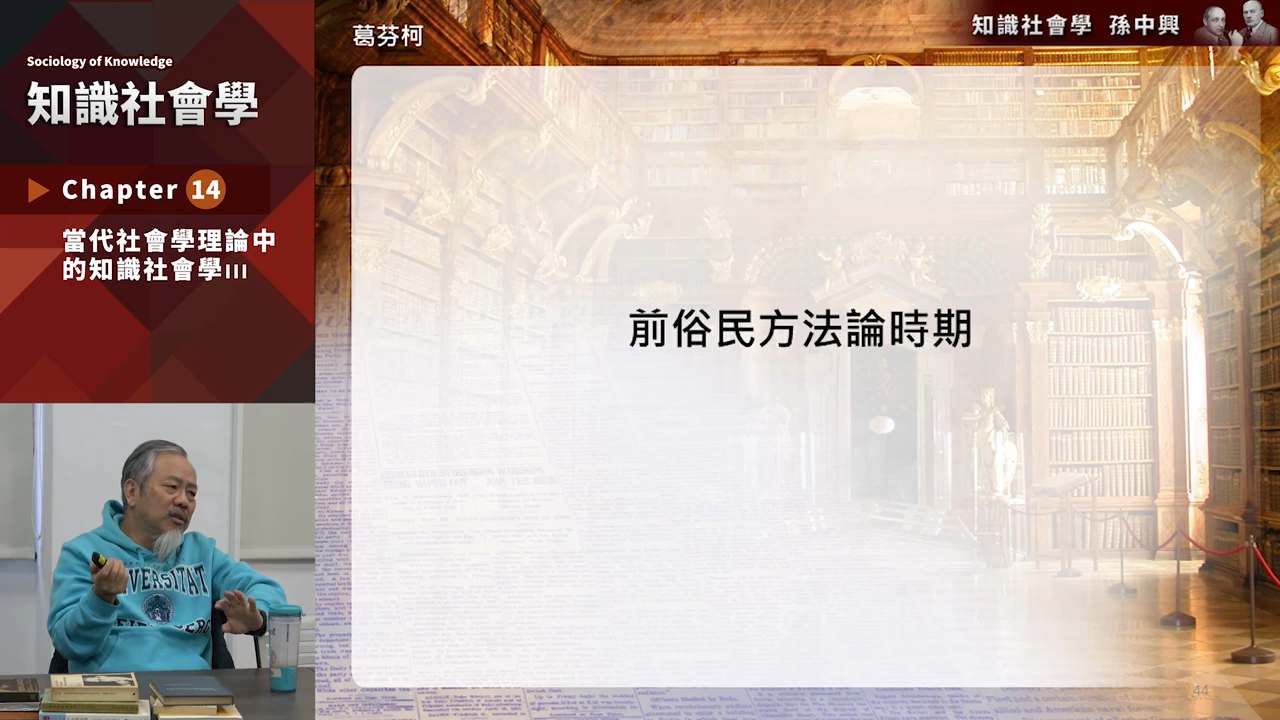 Sociology of Knowledge
知識社會學
Chapter 14
當代社會學理論中
的知識社會學III
葛芬柯
知識社會學 孫中興
前俗民方法論時期
44